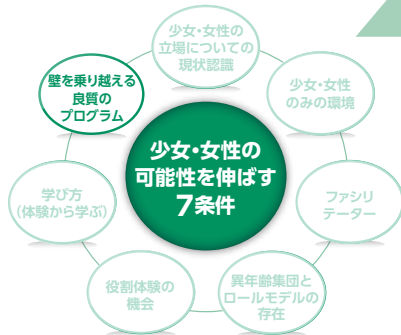 少女・女性の
立場についての
現状認識
壁を乗り越える
良質の
プログラム
少女・女性
のみの環境
少女・女性の
可能性を伸ばす
7条件
学び方
(体験から学ぶ)
ファシリ
テーター
役割体験の
機会
異年齢集団と
ロールモデルの
存在